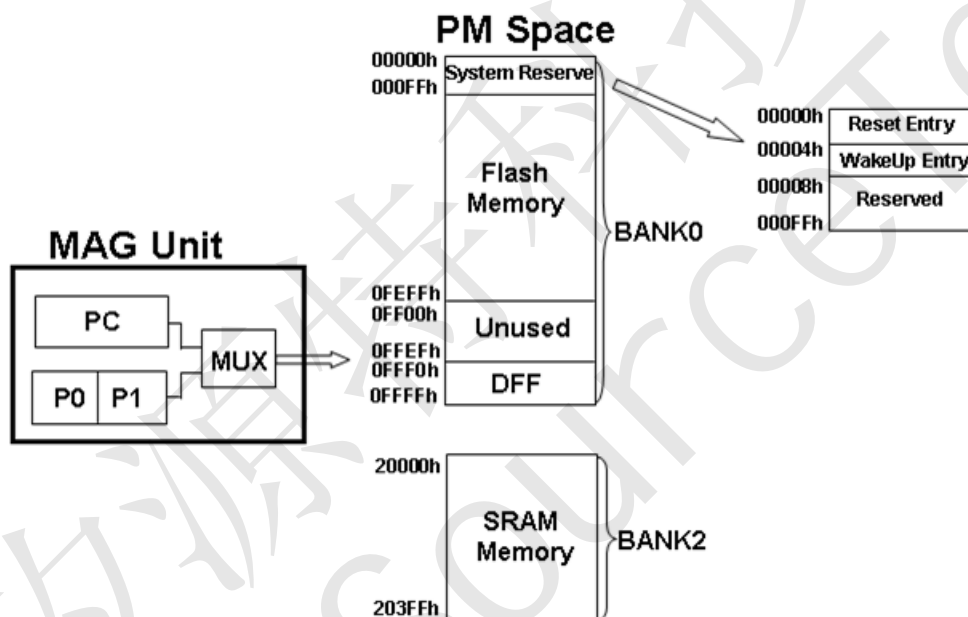 PM Space
00000h
System Reserve
000FFh
Flash
Memory
BANK0
0FEFFh
0FF00h
Unused
0FFEFh
0FFF0h
DFF
0FFFFh
00000h
Reset Entry
00004h
WakeUp Entry
00008h
Reserved
000FFh
MAG Unit
PC
MUX
P0
P1
20000h
SRAM
Memory
BANK2
203FFh